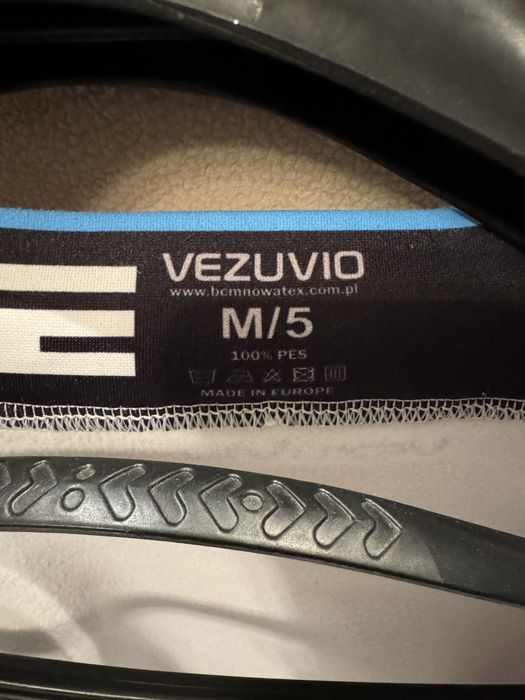 VEZUVIO
www.bcmnowatex.com.pl
M/5
100% PES
MADE IN EUROPE